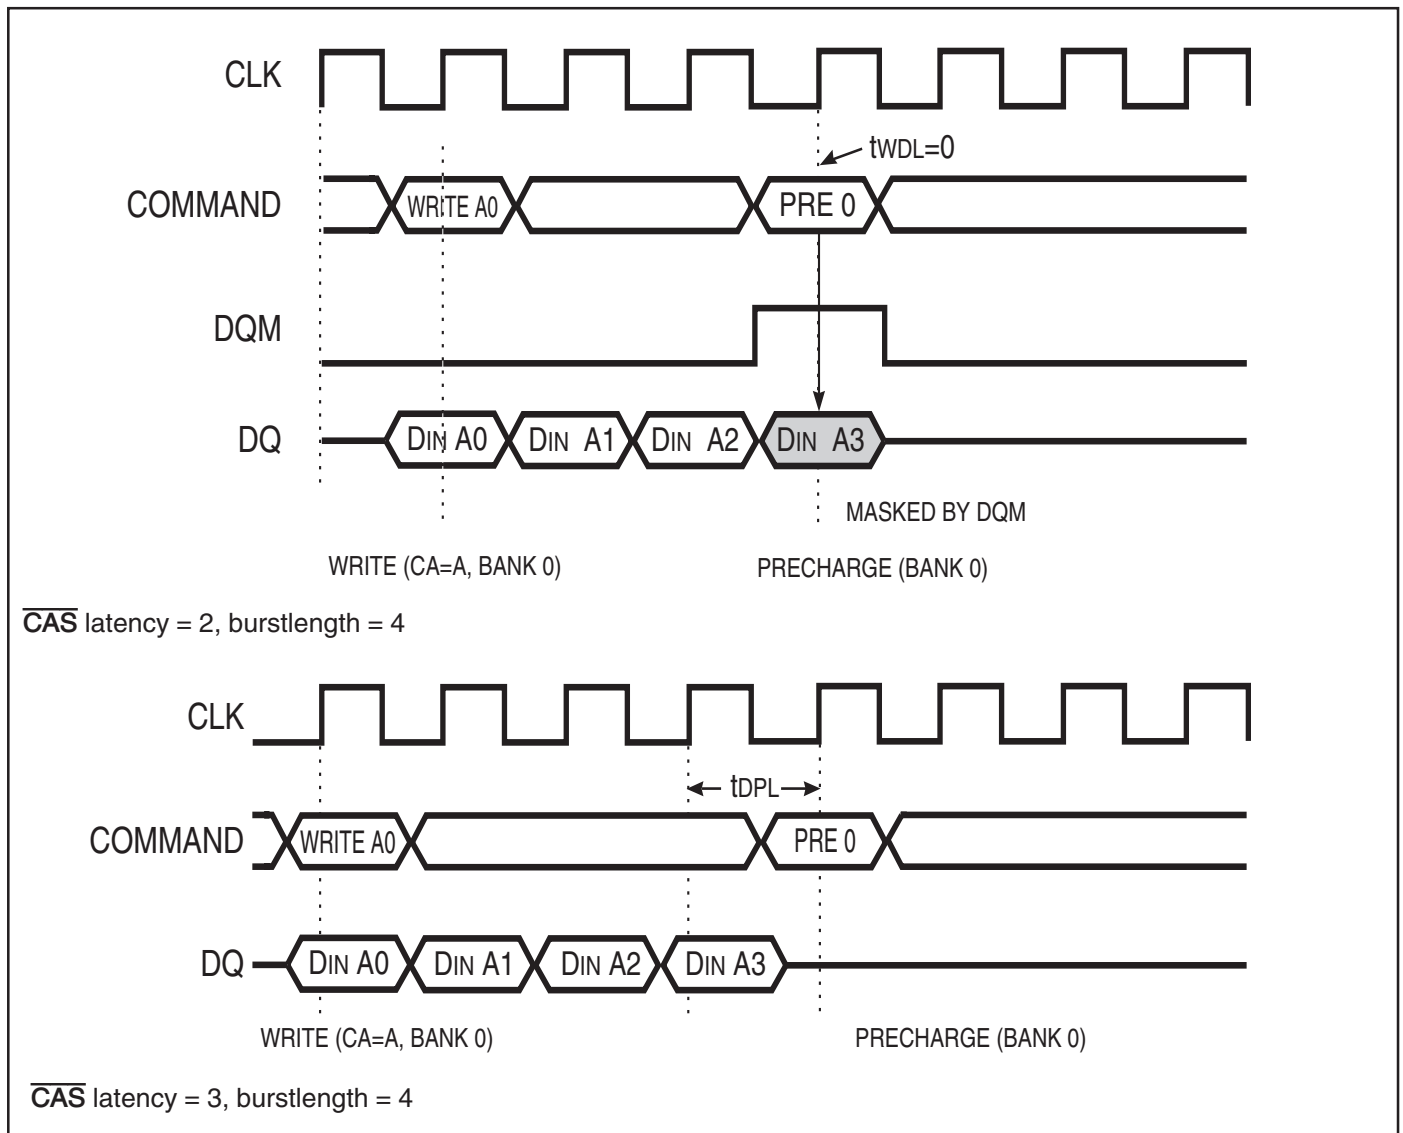 CLK
tWDL=0
COMMAND WRITE A0 PRE 0
DQM
DQ DIN A0 DIN A1 DIN A2 DIN A3
MASKED BY DQM
WRITE (CA=A, BANK 0) PRECHARGE (BANK 0)
CAS latency = 2, burstlength = 4
CLK
tDPL
COMMAND WRITE A0 PRE 0
DQ DIN A0 DIN A1 DIN A2 DIN A3
WRITE (CA=A, BANK 0) PRECHARGE (BANK 0)
CAS latency = 3, burstlength = 4